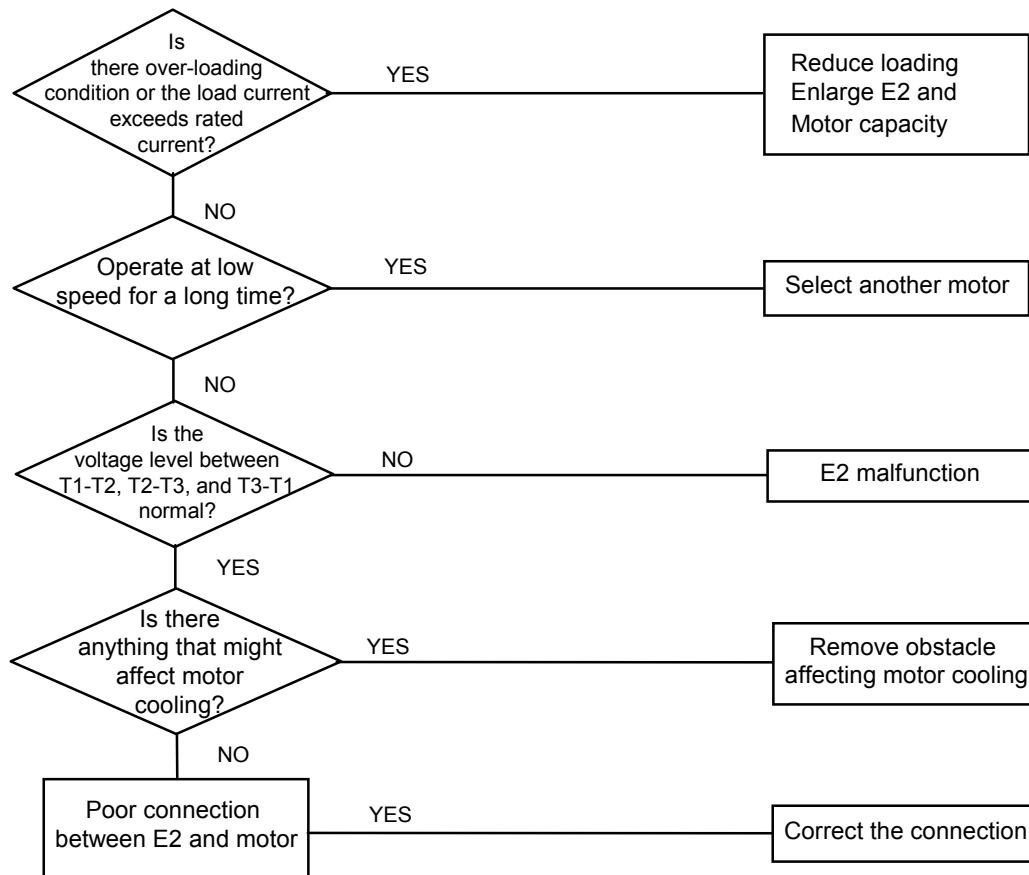 Is
there over-loading
condition or the load current
exceeds rated
current?
YES
Reduce loading
Enlarge E2 and
Motor capacity
NO
Operate at low
speed for a long time?
YES
Select another motor
NO
Is the
voltage level between
T1-T2, T2-T3, and T3-T1
normal?
NO
E2 malfunction
YES
Is there
anything that might
affect motor
cooling?
YES
Remove obstacle
affecting motor cooling
NO
Poor connection
between E2 and motor
YES
Correct the connection